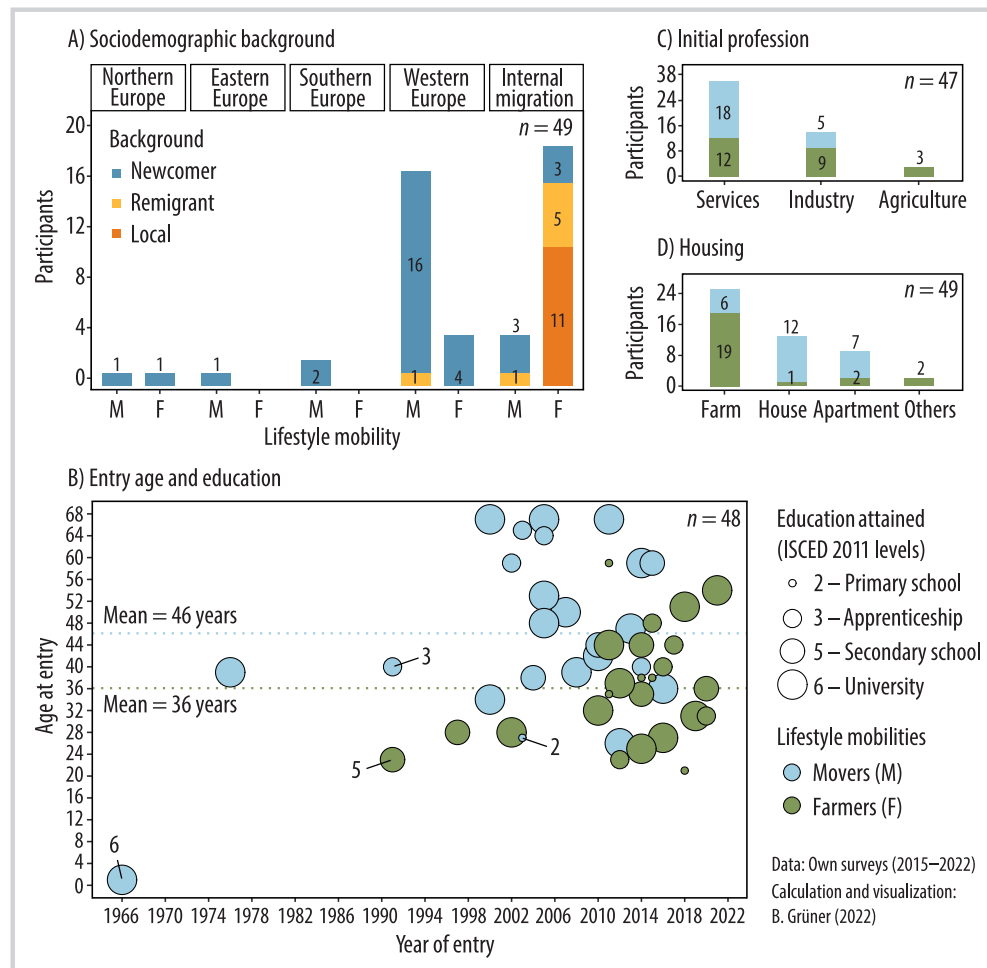 A) Sociodemographic background
Northern Europe
Eastern Europe
Southern Europe
Western Europe
Internal migration
n = 49
Background
Newcomer
Remigrant
Local
Participants
20
16
12
8
4
0
1
1
1
2
16
1
4
3
1
3
5
11
M F M F M F M F M F
Lifestyle mobility
C) Initial profession
n = 47
Participants
38
24
16
8
0
18
12
5
9
3
Services Industry Agriculture
D) Housing
n = 49
Participants
24
16
8
0
6
19
12
1
7
2
2
Farm House Apartment Others
B) Entry age and education
n = 48
Age at entry
68
64
60
56
52
48
44
40
36
32
28
24
20
16
12
8
4
0
Mean = 46 years
Mean = 36 years
3
2
5
6
1966 1970 1974 1978 1982 1986 1990 1994 1998 2002 2006 2010 2014 2018 2022
Year of entry
Education attained
(ISCED 2011 levels)
2 – Primary school
3 – Apprenticeship
5 – Secondary school
6 – University
Lifestyle mobilities
Movers (M)
Farmers (F)
Data: Own surveys (2015–2022)
Calculation and visualization:
B. Grüner (2022)